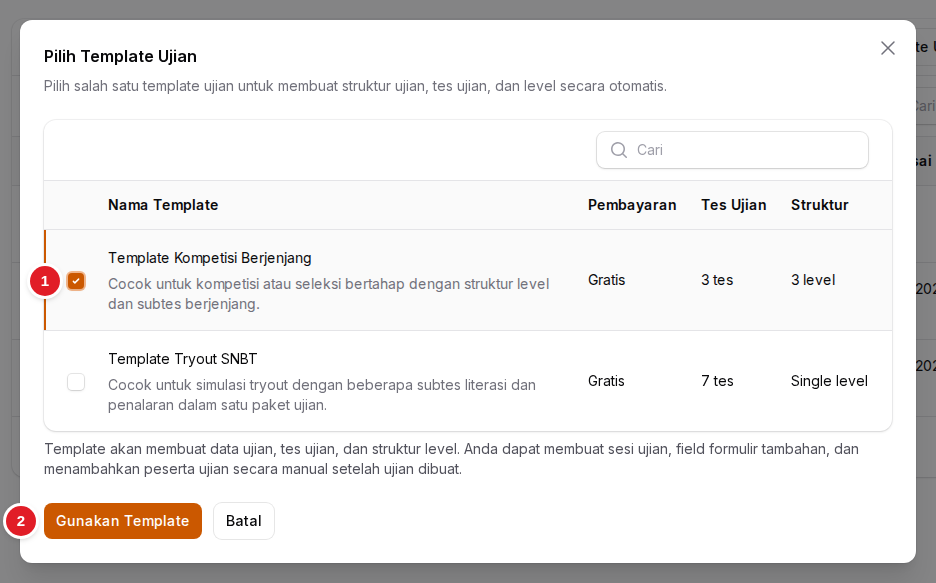 Pilih Template Ujian
Pilih salah satu template ujian untuk membuat struktur ujian, tes ujian, dan level secara otomatis.
Cari
Nama Template Pembayaran Tes Ujian Struktur
1
Template Kompetisi Berjenjang
Cocok untuk kompetisi atau seleksi bertahap dengan struktur level
dan subtes berjenjang.
Gratis 3 tes 3 level
Template Tryout SNBT
Cocok untuk simulasi tryout dengan beberapa subtes literasi dan
penalaran dalam satu paket ujian.
Gratis 7 tes Single level
Template akan membuat data ujian, tes ujian, dan struktur level. Anda dapat membuat sesi ujian, field formulir tambahan, dan
menambahkan peserta ujian secara manual setelah ujian dibuat.
2
Gunakan Template Batal